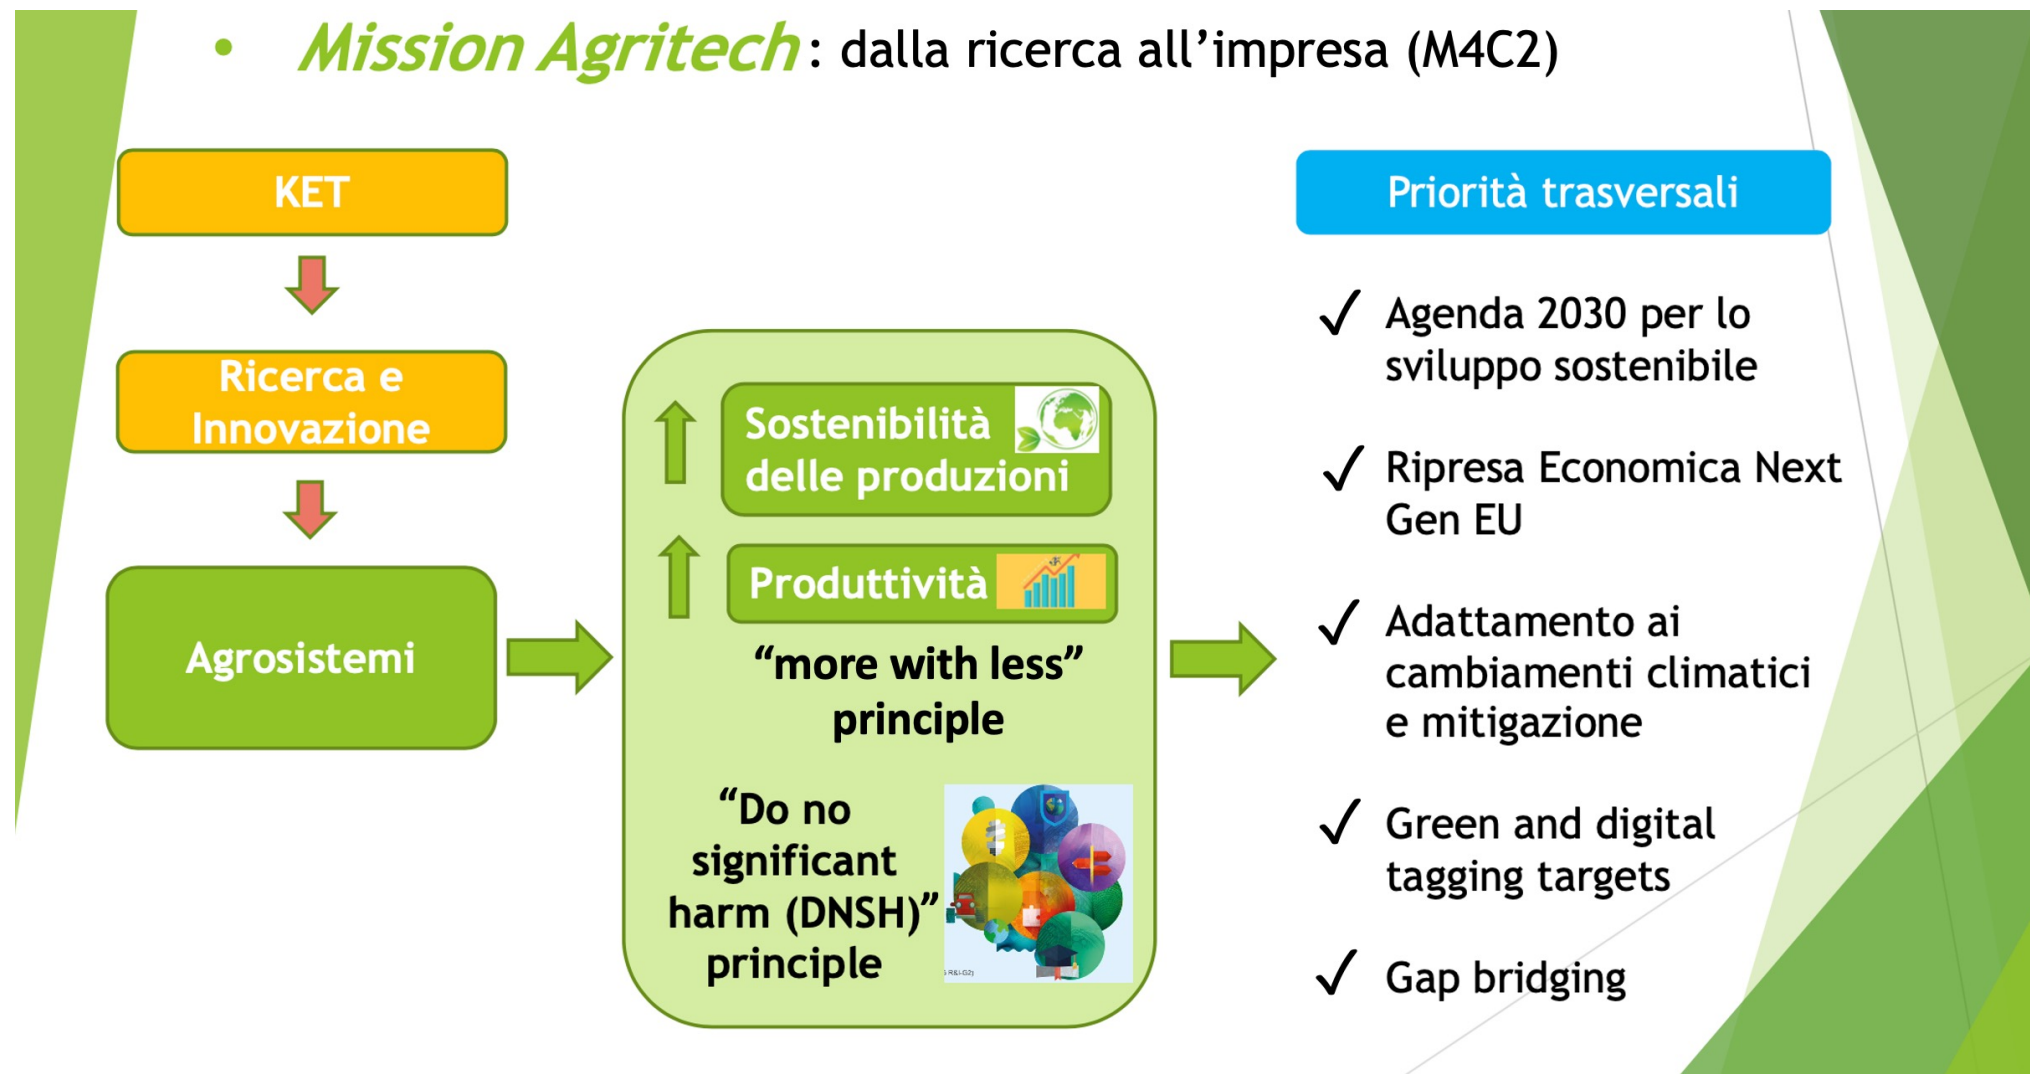 • Mission Agritech: dalla ricerca all’impresa (M4C2)
KET
Ricerca e
Innovazione
Agrosistemi
Sostenibilità
delle produzioni
Produttività
“more with less”
principle
“Do no
significant
harm (DNSH)”
principle
Priorità trasversali
✓ Agenda 2030 per lo
sviluppo sostenibile
✓ Ripresa Economica Next
Gen EU
✓ Adattamento ai
cambiamenti climatici
e mitigazione
✓ Green and digital
tagging targets
✓ Gap bridging